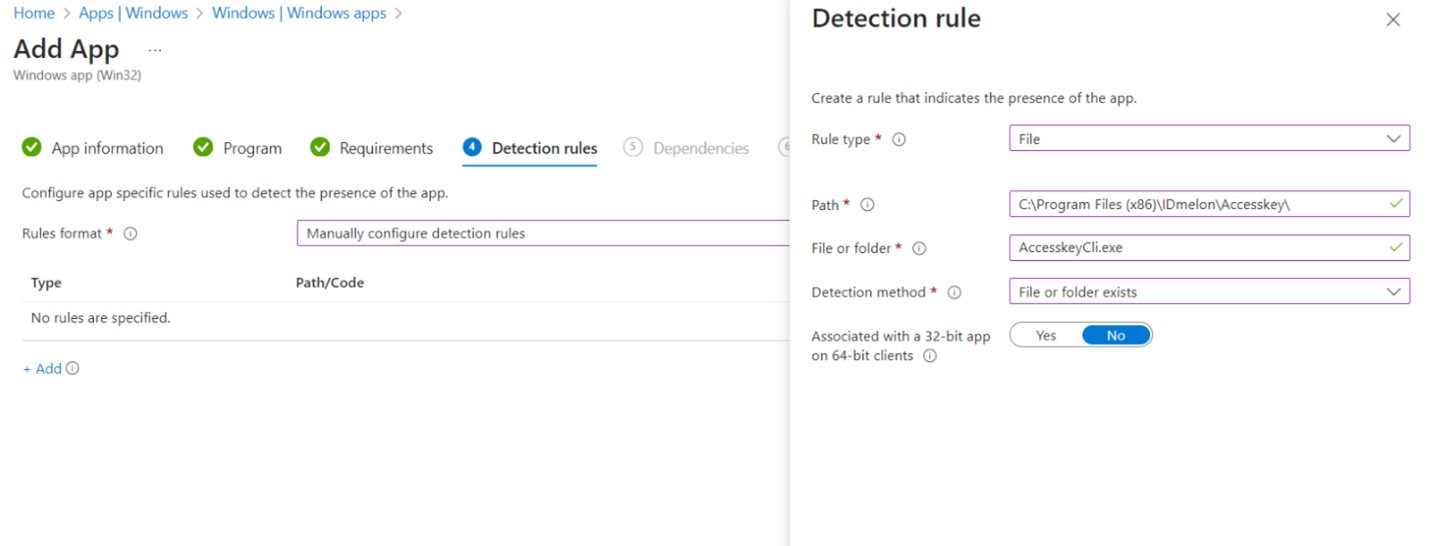 Home > Apps | Windows > Windows | Windows apps >
Add App ...
Windows app (Win32)
App information
Program
Requirements
4 Detection rules
5 Dependencies
6
Configure app specific rules used to detect the presence of the app.
Rules format *
Manually configure detection rules
Type Path/Code
No rules are specified.
+ Add
Detection rule
Create a rule that indicates the presence of the app.
Rule type *
File
Path *
C:\Program Files (x86)\IDmelon\Accesskey\
File or folder *
AccesskeyCli.exe
Detection method *
File or folder exists
Associated with a 32-bit app
on 64-bit clients
Yes No